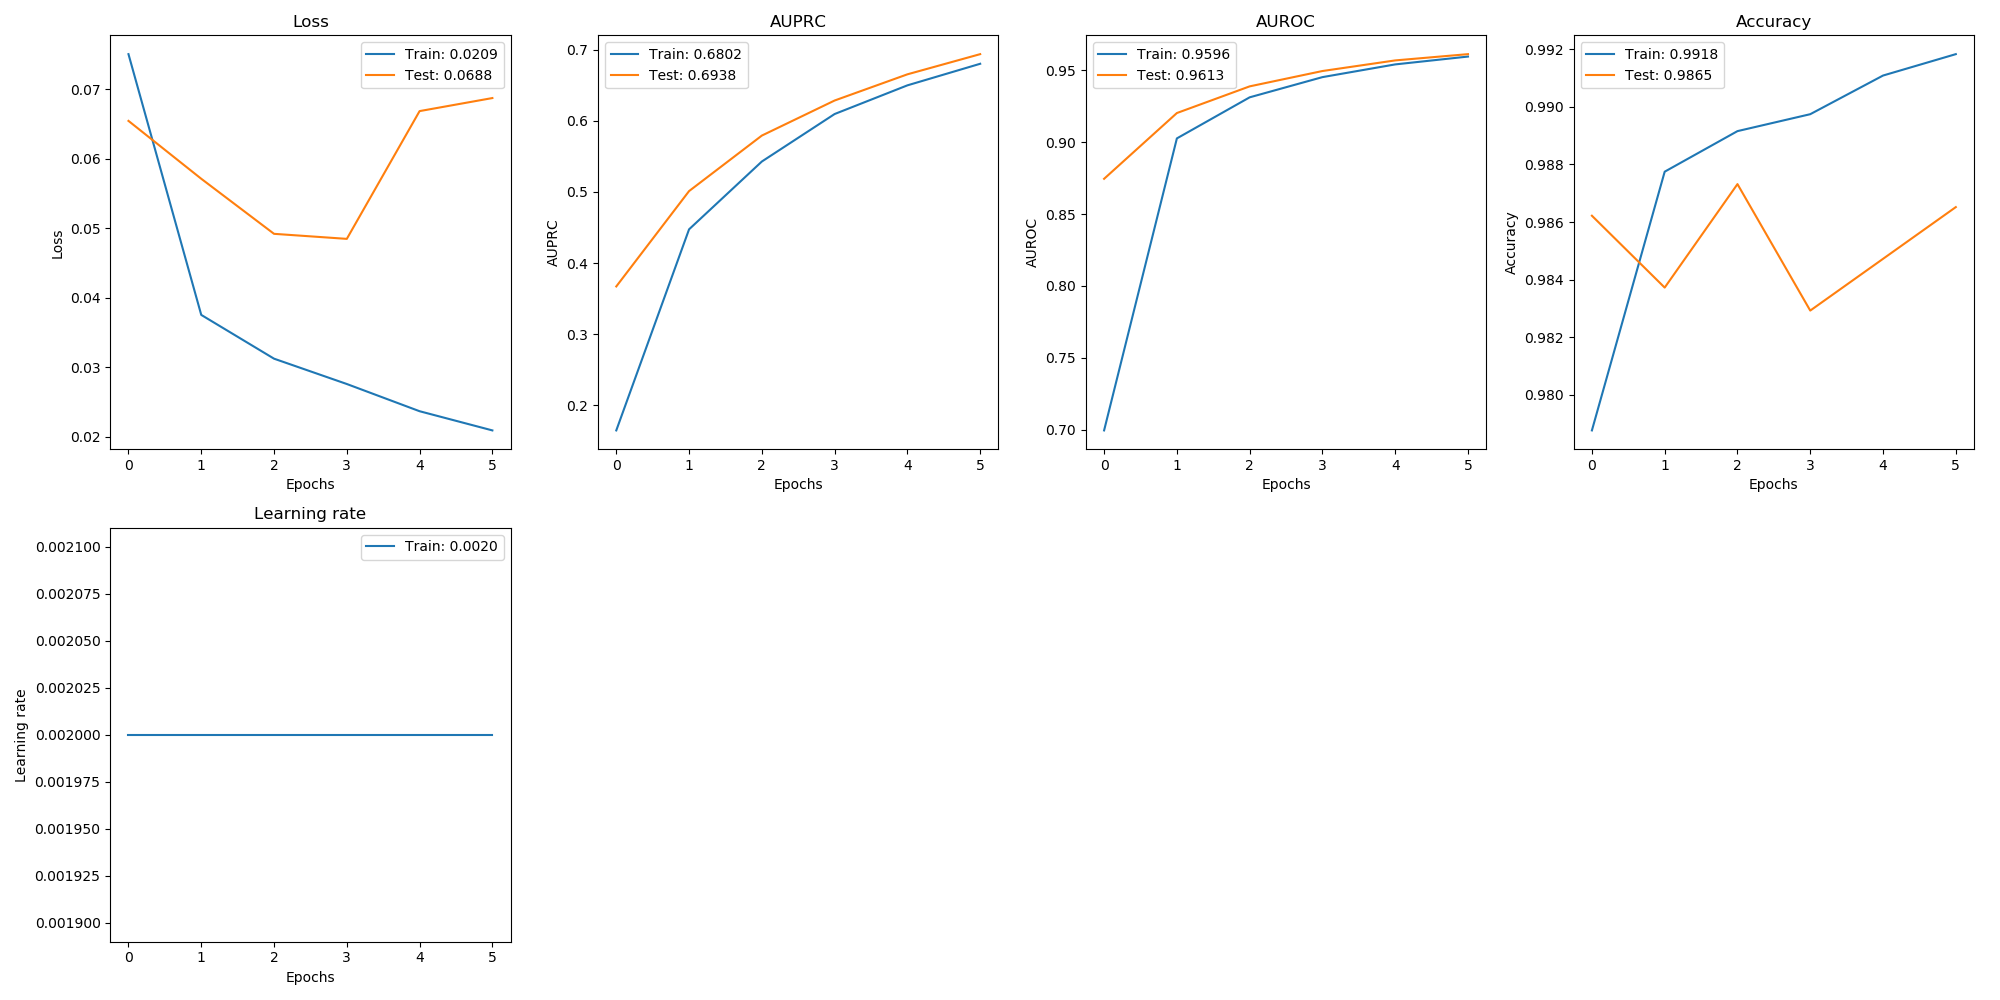 Loss
Train: 0.0209
Test: 0.0688
0.07
0.06
0.05
0.04
0.03
0.02
Loss
0 1 2 3 4 5
Epochs
AUPRC
Train: 0.6802
Test: 0.6938
0.7
0.6
0.5
0.4
0.3
0.2
AUPRC
0 1 2 3 4 5
Epochs
AUROC
Train: 0.9596
Test: 0.9613
0.95
0.90
0.85
0.80
0.75
0.70
AUROC
0 1 2 3 4 5
Epochs
Accuracy
Train: 0.9918
Test: 0.9865
0.992
0.990
0.988
0.986
0.984
0.982
0.980
Accuracy
0 1 2 3 4 5
Epochs
Learning rate
Train: 0.0020
0.002100
0.002075
0.002050
0.002025
0.002000
0.001975
0.001950
0.001925
0.001900
Learning rate
0 1 2 3 4 5
Epochs